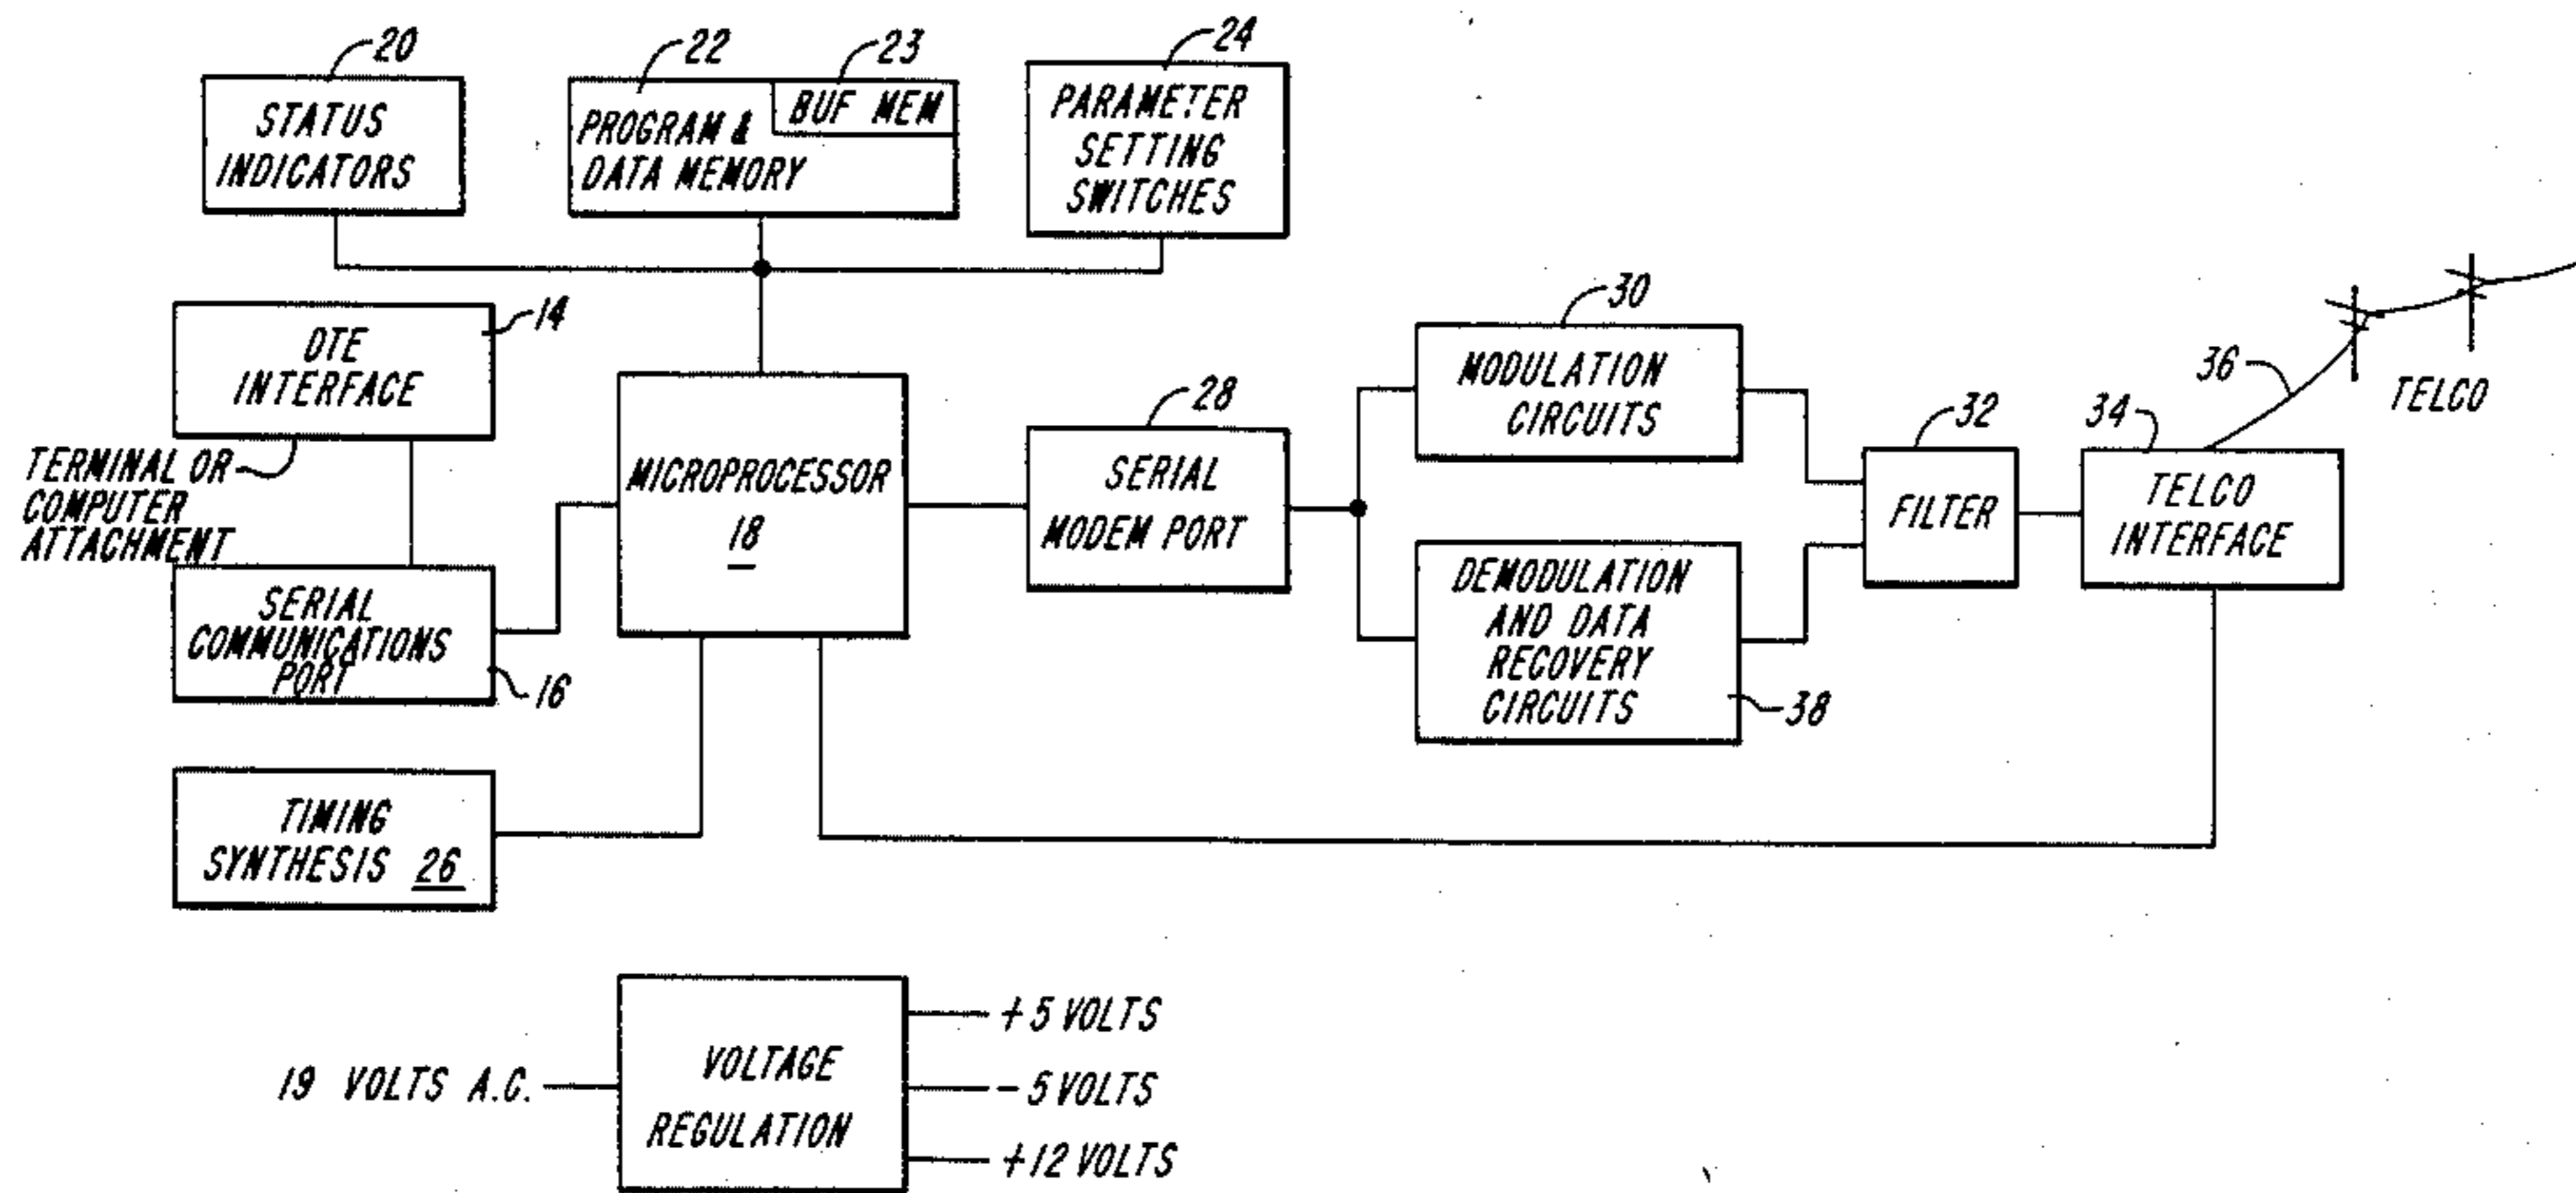 20
STATUS
INDICATORS
22
23
BUF MEM
PROGRAM &
DATA MEMORY
24
PARAMETER
SETTING
SWITCHES
14
DTE
INTERFACE
TERMINAL OR
COMPUTER
ATTACHMENT
SERIAL
COMMUNICATIONS
PORT
16
MICROPROCESSOR
18
28
SERIAL
MODEM PORT
30
MODULATION
CIRCUITS
DEMODULATION
AND DATA
RECOVERY
CIRCUITS
38
32
FILTER
34
TELCO
INTERFACE
36
TELCO
TIMING
SYNTHESIS 26
19 VOLTS A.C.
VOLTAGE
REGULATION
+5 VOLTS
-5 VOLTS
+12 VOLTS